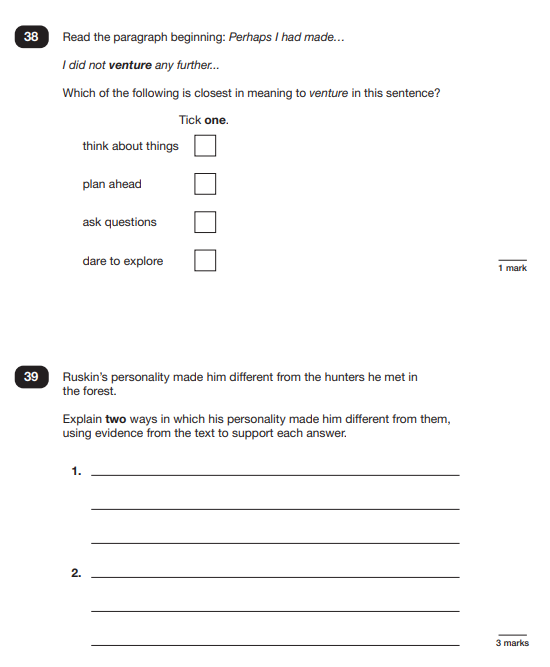 38 Read the paragraph beginning: Perhaps I had made…
I did not venture any further...
Which of the following is closest in meaning to venture in this sentence?
Tick one.
think about things
plan ahead
ask questions
dare to explore
1 mark
39 Ruskin’s personality made him different from the hunters he met in
the forest.
Explain two ways in which his personality made him different from them,
using evidence from the text to support each answer.
1.
2.
3 marks